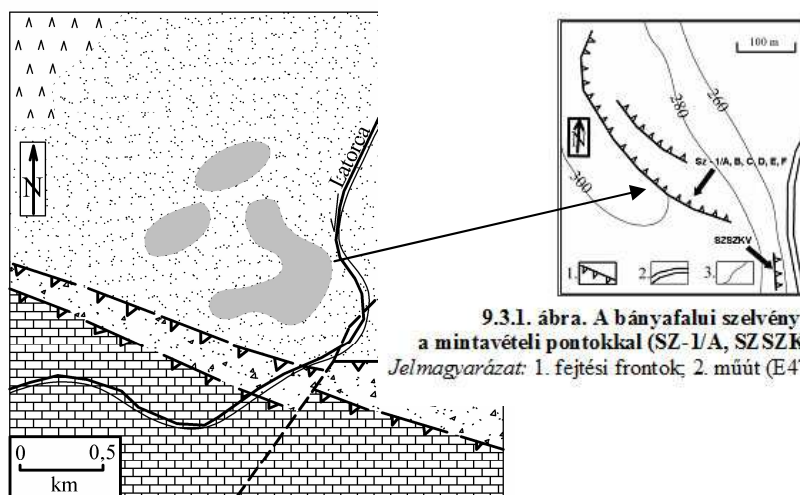 N
Latorca
0 0,5
km
100 m
280
260
300
N
Sz -1/A, B, C, D, E, F
SZSZKV
1. 2. 3.
9.3.1. ábra. A bányafalui szelvény
a mintavételi pontokkal (SZ-1/A, SZSZK
Jelmagyarázat: 1. fejtési frontok; 2. műút (E4